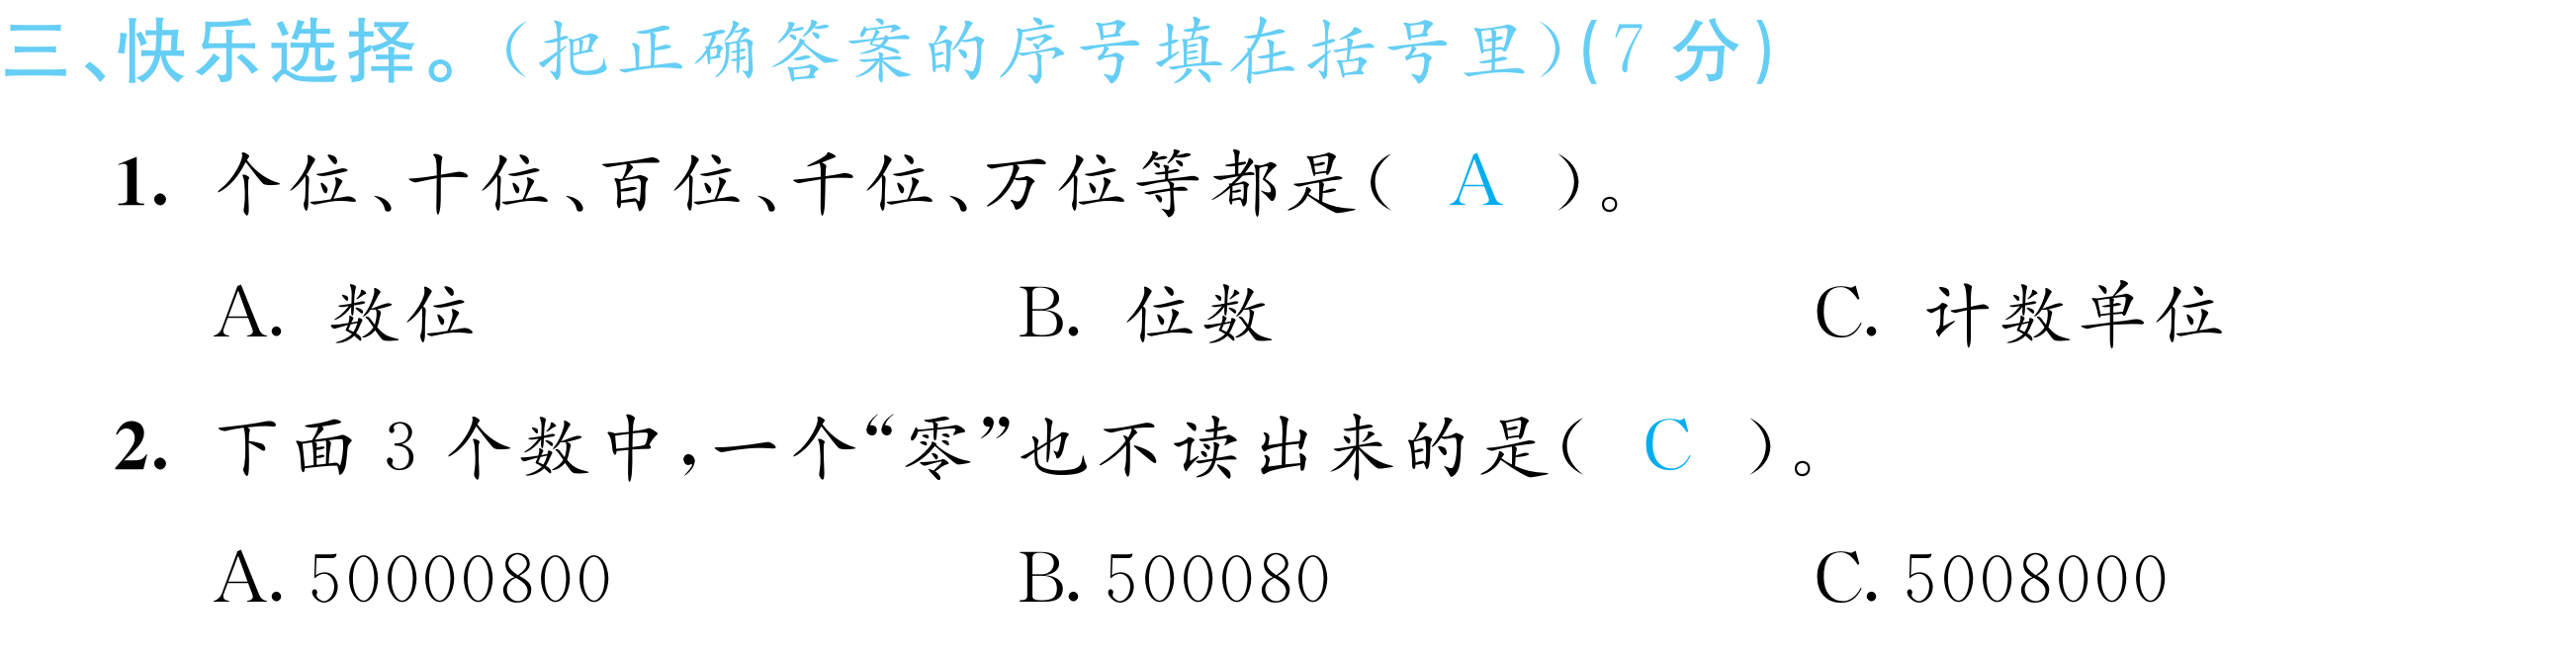 三、快乐选择。(把正确答案的序号填在括号里)(7 分)
1. 个位、十位、百位、千位、万位等都是( A )。
A. 数位 B. 位数 C. 计数单位
2. 下面 3 个数中,一个“零”也不读出来的是( C )。
A. 50000800 B. 500080 C. 5008000